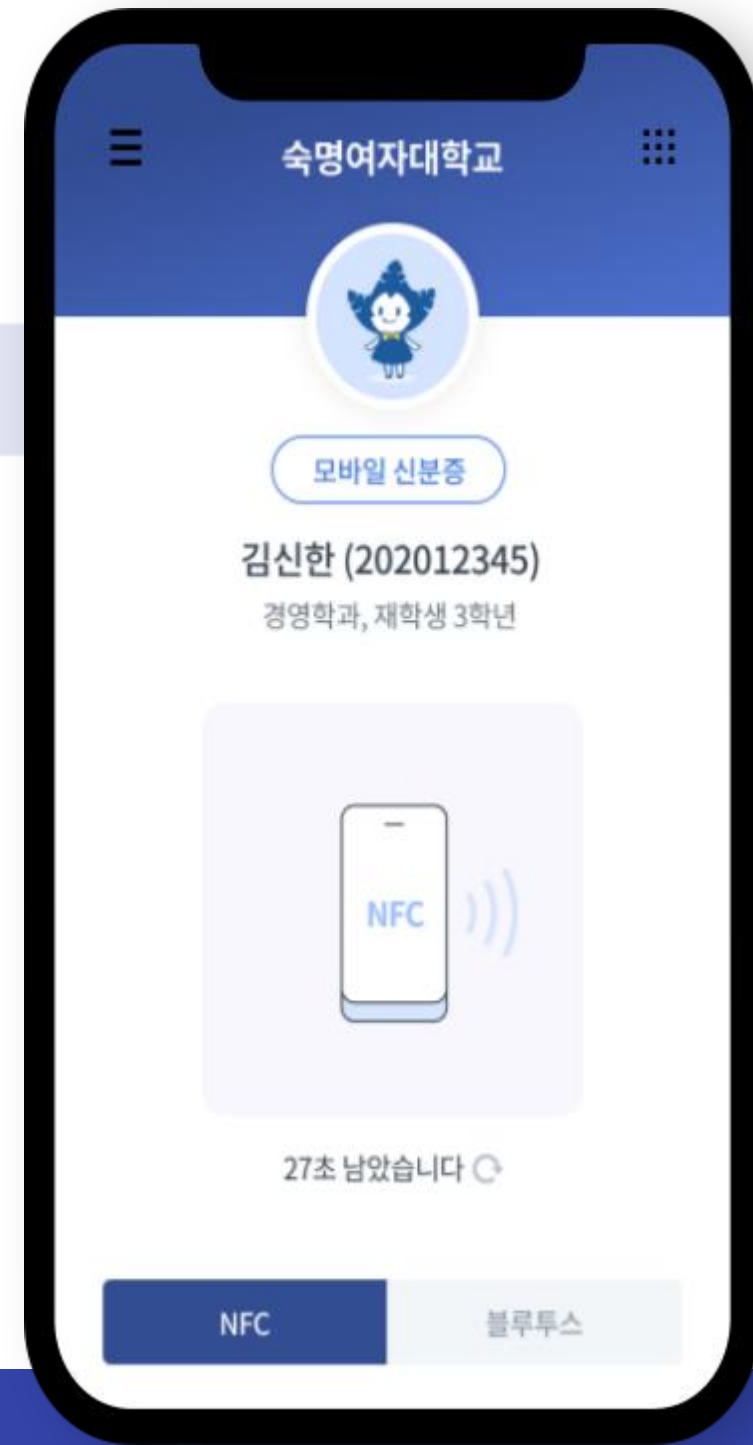 숙명여자대학교
모바일 신분증
김신한 (202012345)
경영학과, 재학생 3학년
NFC
27초 남았습니다
NFC 블루투스